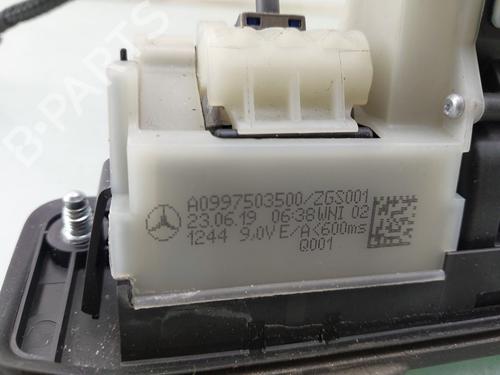 B-PARTS
A0997503500/ZGS001
23.06.19 06:38 WNI 02
1244 9.0V E/A<600ms
Q001